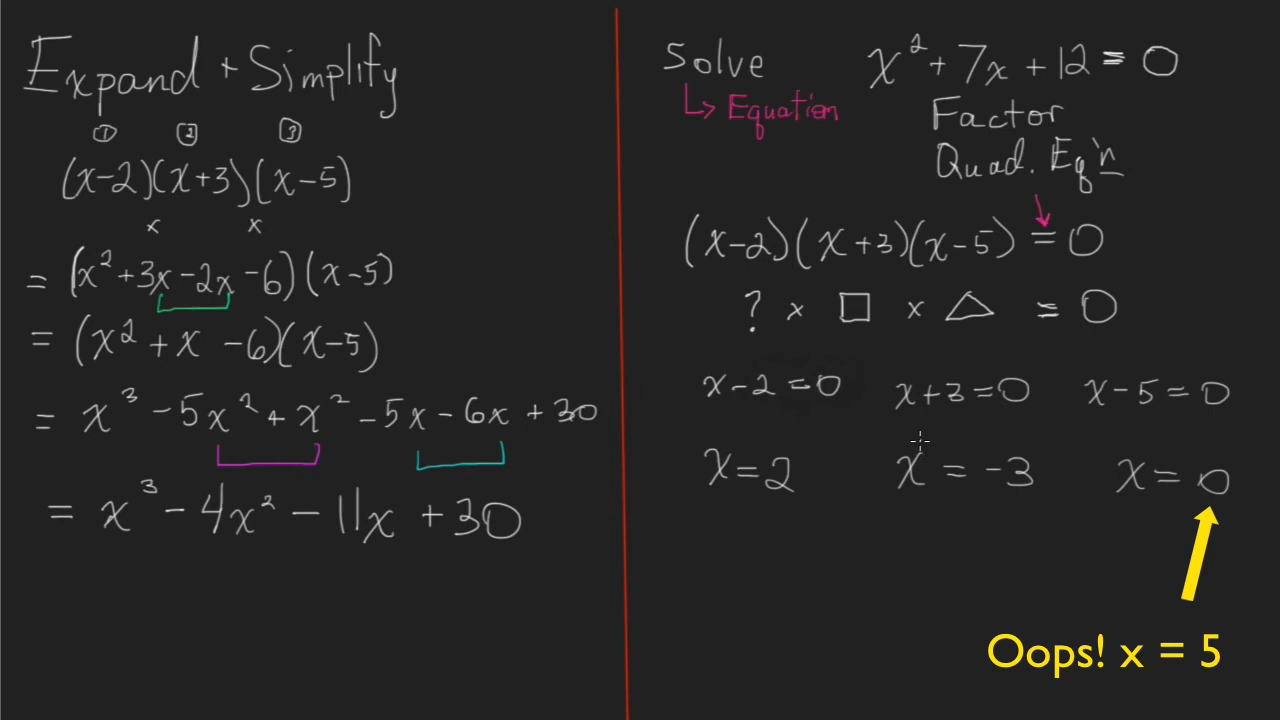 Expand + Simplify
① ② ③
(x-2)(x+3)(x-5)
x x
= (x² + 3x - 2x - 6)(x-5)
= (x² + x - 6)(x-5)
= x³ - 5x² + x² - 5x - 6x + 30
= x³ - 4x² - 11x + 30
Solve x² + 7x + 12 = 0
↳ Equation Factor
Quad. Eq'n
(x-2)(x+3)(x-5) = 0
? x □ x △ = 0
x-2=0 x+3=0 x-5=0
x=2 x = -3 x = 0
Oops! x = 5